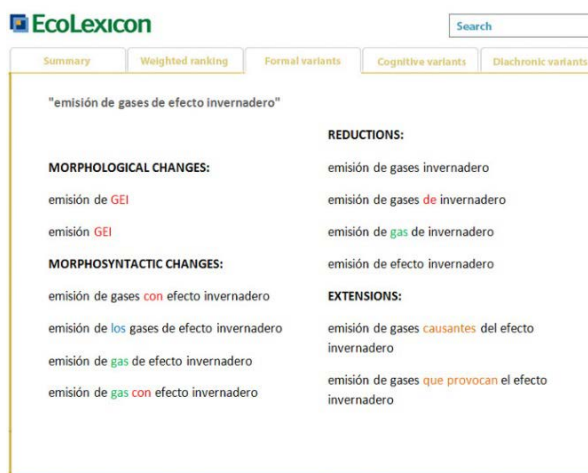 EcoLexicon
Search
Summary
Weighted ranking
Formal variants
Cognitive variants
Diachronic variants
"emisión de gases de efecto invernadero"
MORPHOLOGICAL CHANGES:
emisión de GEI
emisión GEI
MORPHOSYNTACTIC CHANGES:
emisión de gases con efecto invernadero
emisión de los gases de efecto invernadero
emisión de gas de efecto invernadero
emisión de gas con efecto invernadero
REDUCTIONS:
emisión de gases invernadero
emisión de gases de invernadero
emisión de gas de invernadero
emisión de efecto invernadero
EXTENSIONS:
emisión de gases causantes del efecto
invernadero
emisión de gases que provocan el efecto
invernadero